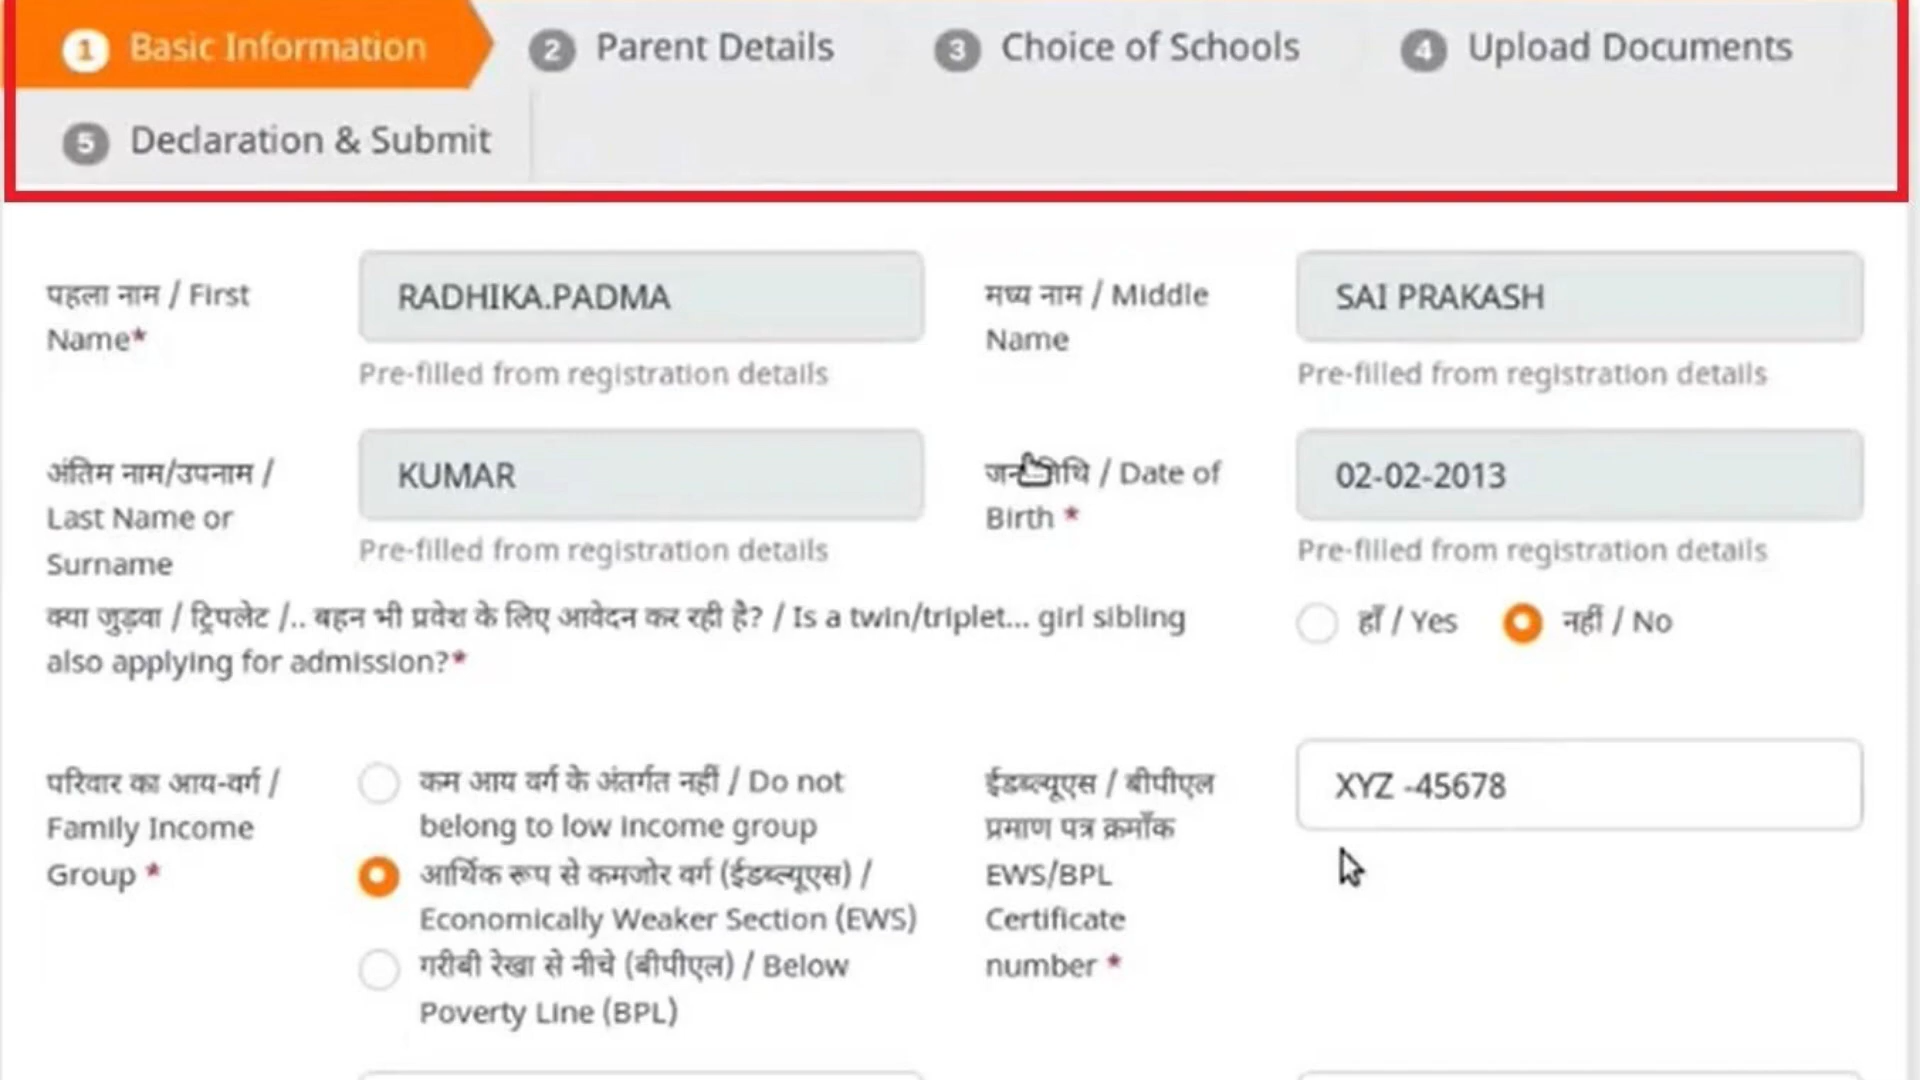 1 Basic Information 2 Parent Details 3 Choice of Schools 4 Upload Documents
5 Declaration & Submit
पहला नाम / First
Name*
RADHIKA.PADMA
Pre-filled from registration details
मध्य नाम / Middle
Name
SAI PRAKASH
Pre-filled from registration details
अंतिम नाम/उपनाम /
Last Name or
Surname
KUMAR
Pre-filled from registration details
/ Date of
Birth *
02-02-2013
Pre-filled from registration details
क्या जुड़वा / ट्रिपलेट /.. बहन भी प्रवेश के लिए आवेदन कर रही है? / Is a twin/triplet... girl sibling
also applying for admission?*
हाँ / Yes नहीं / No
परिवार का आय-वर्ग /
Family Income
Group *
कम आय वर्ग के अंतर्गत नहीं / Do not
belong to low income group
आर्थिक रूप से कमजोर वर्ग (ईडब्ल्यूएस) /
Economically Weaker Section (EWS)
गरीबी रेखा से नीचे (बीपीएल) / Below
Poverty Line (BPL)
ईडब्ल्यूएस / बीपीएल
प्रमाण पत्र क्रमाँक
EWS/BPL
Certificate
number *
XYZ -45678